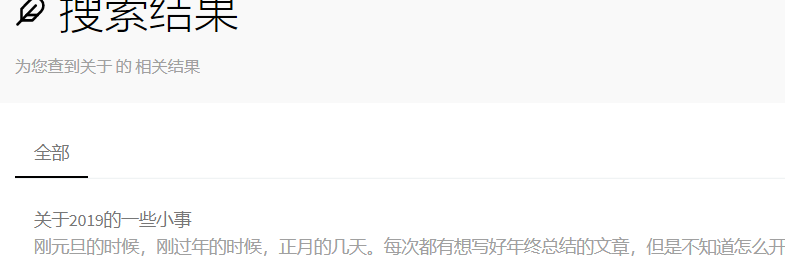 搜索结果
为您查到关于 的 相关结果
全部
关于2019的一些小事
刚元旦的时候，刚过年的时候，正月的几天。每次都有想写好年终总结的文章，但是不知道怎么开